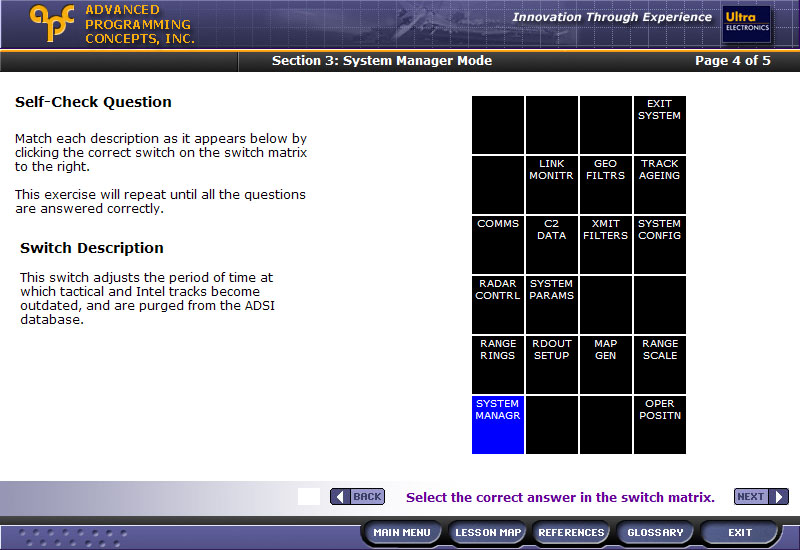 apc
ADVANCED
PROGRAMMING
CONCEPTS, INC.
Innovation Through Experience
Ultra
ELECTRONICS
Section 3: System Manager Mode
Page 4 of 5
Self-Check Question
Match each description as it appears below by
clicking the correct switch on the switch matrix
to the right.
This exercise will repeat until all the questions
are answered correctly.
Switch Description
This switch adjusts the period of time at
which tactical and Intel tracks become
outdated, and are purged from the ADSI
database.
EXIT
SYSTEM
LINK
MONITR
GEO
FILTRS
TRACK
AGEING
COMMS
C2
DATA
XMIT
FILTERS
SYSTEM
CONFIG
RADAR
CONTRL
SYSTEM
PARAMS
RANGE
RINGS
RDOUT
SETUP
MAP
GEN
RANGE
SCALE
SYSTEM
MANAGR
OPER
POSITN
BACK
Select the correct answer in the switch matrix.
NEXT
MAIN MENU
LESSON MAP
REFERENCES
GLOSSARY
EXIT